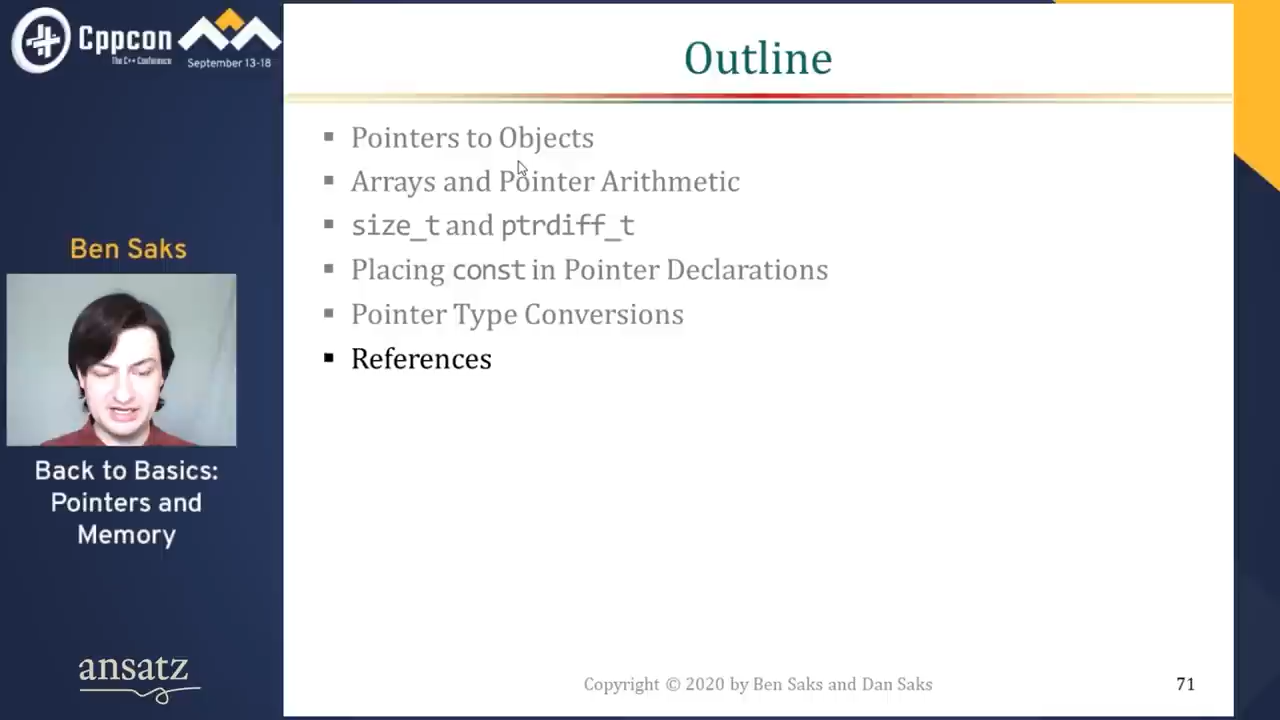 Cppcon
The C++ Conference
September 13-18
Ben Saks
Back to Basics:
Pointers and
Memory
ansatz
Outline
▪ Pointers to Objects
▪ Arrays and Pointer Arithmetic
▪ size_t and ptrdiff_t
▪ Placing const in Pointer Declarations
▪ Pointer Type Conversions
▪ References
Copyright © 2020 by Ben Saks and Dan Saks
71